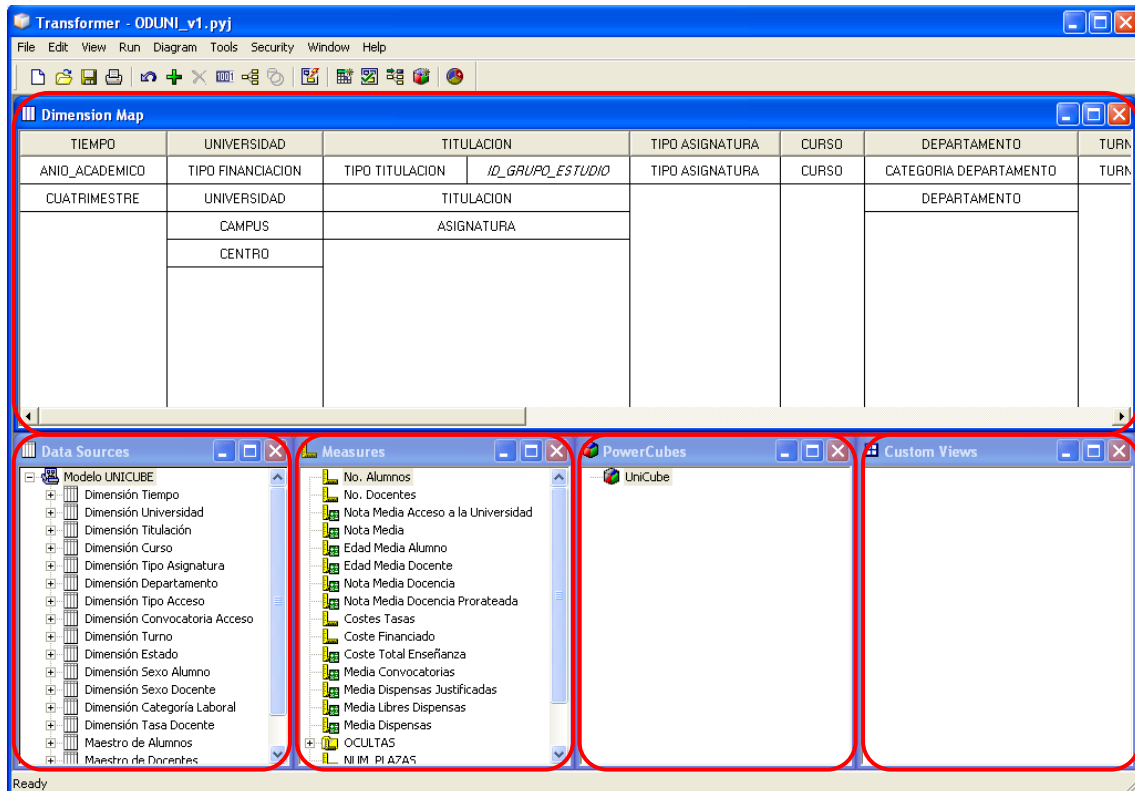 Transformer - ODUNI_v1.pyj
File Edit View Run Diagram Tools Security Window Help
Dimension Map
TIEMPO UNIVERSIDAD TITULACION TIPO ASIGNATURA CURSO DEPARTAMENTO TURN
ANIO_ACADEMICO TIPO FINANCIACION TIPO TITULACION ID_GRUPO_ESTUDIO TIPO ASIGNATURA CURSO CATEGORIA DEPARTAMENTO TURN
CUATRIMESTRE UNIVERSIDAD TITULACION DEPARTAMENTO
CAMPUS ASIGNATURA
CENTRO
Data Sources
Modelo UNICUBE
Dimensión Tiempo
Dimensión Universidad
Dimensión Titulación
Dimensión Curso
Dimensión Tipo Asignatura
Dimensión Departamento
Dimensión Tipo Acceso
Dimensión Convocatoria Acceso
Dimensión Turno
Dimensión Estado
Dimensión Sexo Alumno
Dimensión Sexo Docente
Dimensión Categoría Laboral
Dimensión Tasa Docente
Maestro de Alumnos
Maestro de Docentes
Measures
No. Alumnos
No. Docentes
Nota Media Acceso a la Universidad
Nota Media
Edad Media Alumno
Edad Media Docente
Nota Media Docencia
Nota Media Docencia Prorateada
Costes Tasas
Coste Financiado
Coste Total Enseñanza
Media Convocatorias
Media Dispensas Justificadas
Media Libres Dispensas
Media Dispensas
OCULTAS
NUM_PLAZAS
PowerCubes
UniCube
Custom Views
Ready